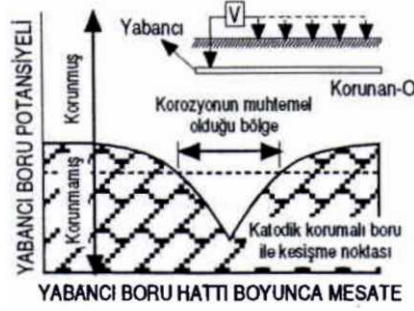 V
Yabancı
Korunan-O
Korozyonun muhtemel
olduğu bölge
YABANCI BORU POTANSİYELİ
Korunmuş
Korunmamış
Katodik korumalı boru
ile kesişme noktası
YABANCI BORU HATTI BOYUNCA MESATE